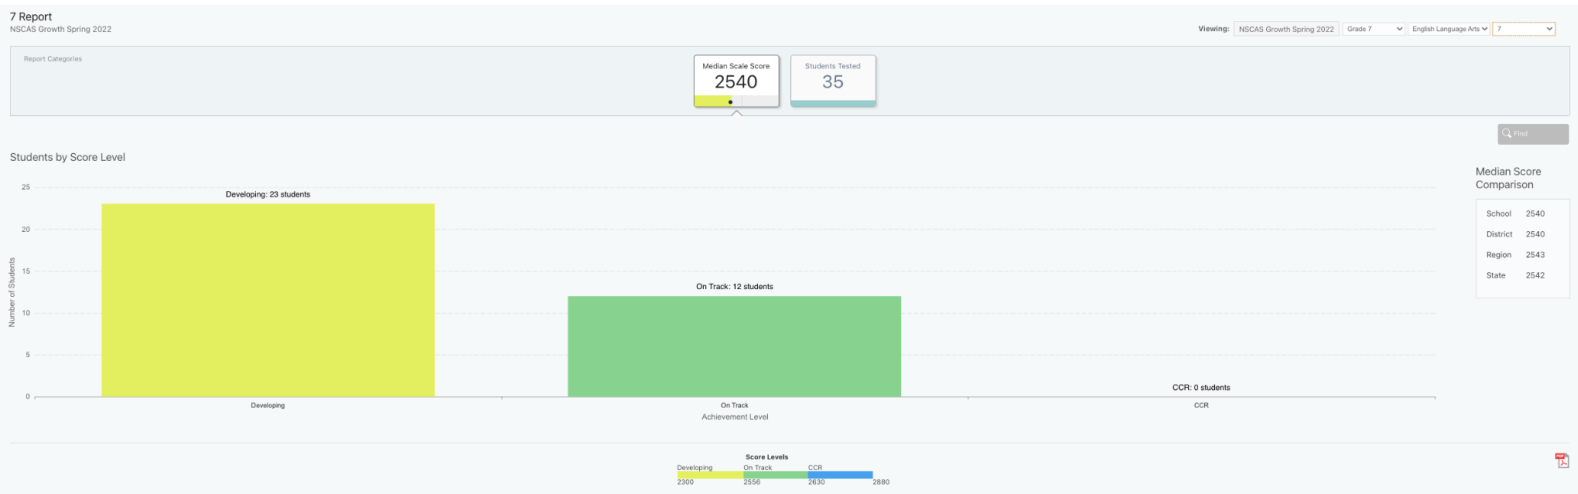 7 Report
NSCAS Growth Spring 2022
Viewing: NSCAS Growth Spring 2022 Grade 7 English Language Arts 7
Report Categories
Median Scale Score
2540
Students Tested
35
Find
Students by Score Level
Number of Students
25
20
15
10
5
0
Developing: 23 students
On Track: 12 students
CCR: 0 students
Developing
On Track
CCR
Achievement Level
Median Score
Comparison
School 2540
District 2540
Region 2543
State 2542
Score Levels
Developing On Track CCR
2300 2556 2630 2880